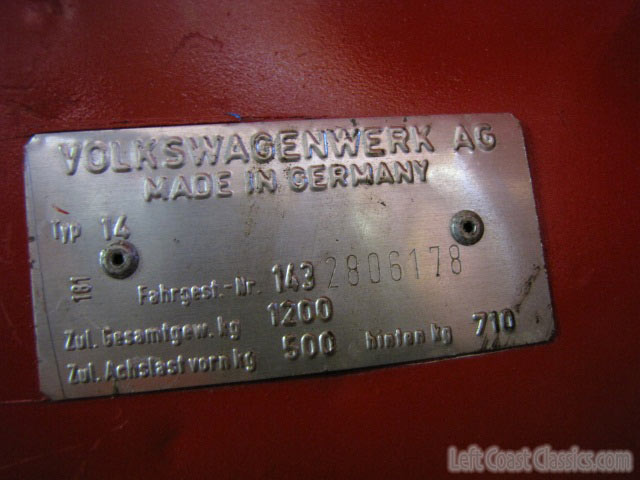 VOLKSWAGENWERK AG
MADE IN GERMANY
Typ 14
161
Fahrgest.-Nr. 143 2806178
Zul. Gesamtgew. kg 1200
Zul. Achslast vorn kg 500 hinten kg 710
Left Coast Classics.com